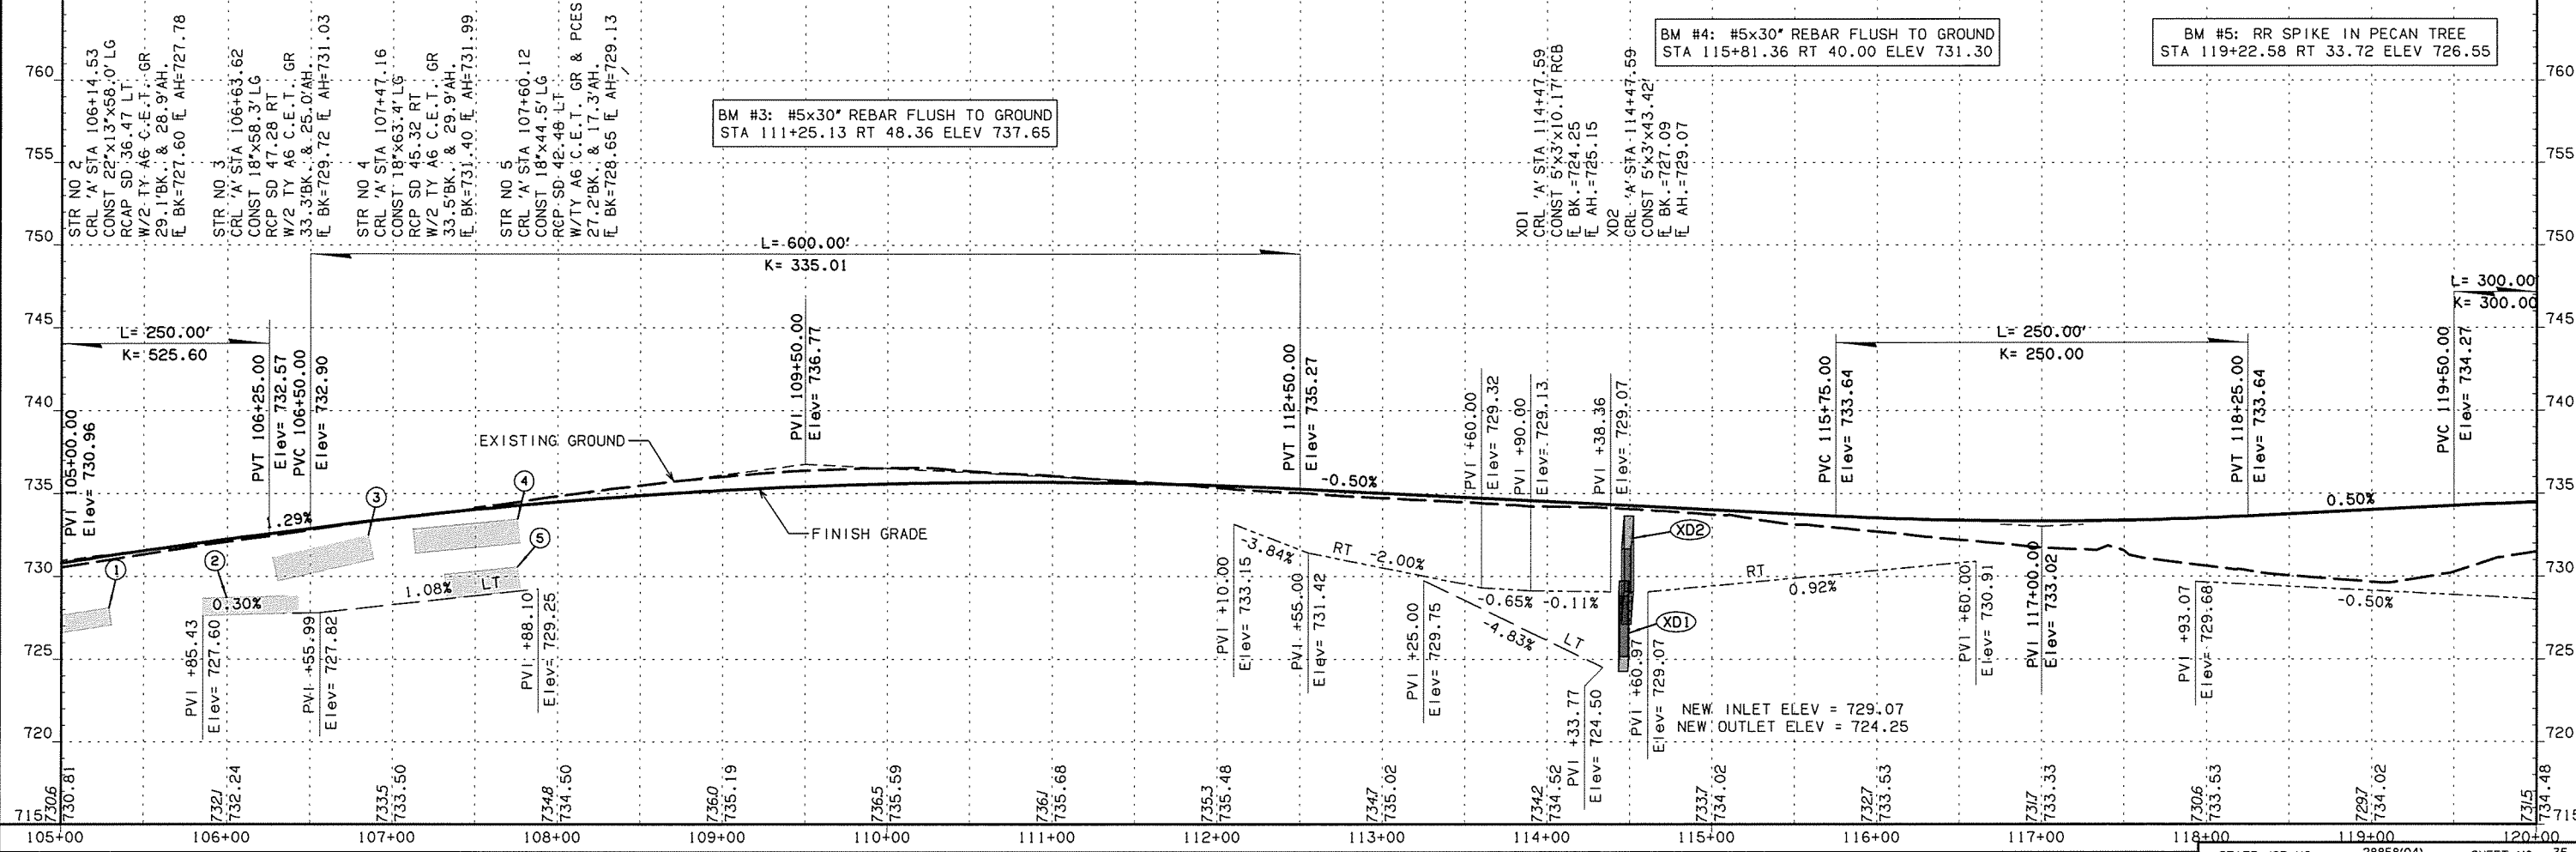 STR NO 2
CRL 'A' STA 106+14.53
CONST 22"x13"x58.0' LG
RCAP SD 36.47 LT
W/2 TY A6 C.E.T. GR
29.1'BK. & 28.9'AH.
FL BK=727.60 FL AH=727.78
STR NO 3
CRL 'A' STA 106+63.62
CONST 18"x58.3' LG
RCP SD 47.28 RT
W/2 TY A6 C.E.T. GR
33.3'BK. & 25.0'AH.
FL BK=729.72 FL AH=731.03
STR NO 4
CRL 'A' STA 107+47.16
CONST 18"x63.4' LG
RCP SD 45.32 RT
W/2 TY A6 C.E.T. GR
33.5'BK. & 29.9'AH.
FL BK=731.40 FL AH=731.99
STR NO 5
CRL 'A' STA 107+60.12
CONST 18"x44.5' LG
RCP SD 42.48 LT
W/TY A6 C.E.T. GR & PCES
27.2'BK. & 17.3'AH.
FL BK=728.65 FL AH=729.13
BM #3: #5x30" REBAR FLUSH TO GROUND
STA 111+25.13 RT 48.36 ELEV 737.65
XD1
CRL 'A' STA 114+47.59
CONST 5'x3'x10.17' RCB
FL BK.=724.25
FL AH.=725.15
XD2
CRL 'A' STA 114+47.59
CONST 5'x3'x43.42'
FL BK.=727.09
FL AH.=729.07
BM #4: #5x30" REBAR FLUSH TO GROUND
STA 115+81.36 RT 40.00 ELEV 731.30
BM #5: RR SPIKE IN PECAN TREE
STA 119+22.58 RT 33.72 ELEV 726.55
760
755
750
745
740
735
730
725
720
715
760
755
750
745
740
735
730
725
720
715
L= 250.00'
K= 525.60
L= 600.00'
K= 335.01
L= 250.00'
K= 250.00
L= 300.00'
K= 300.00
PVI 105+00.00
Elev= 730.96
PVT 106+25.00
Elev= 732.57
PVC 106+50.00
Elev= 732.90
PVI 109+50.00
Elev= 736.77
PVT 112+50.00
Elev= 735.27
PVI +60.00
Elev= 729.32
PVI +90.00
Elev= 729.13
PVI +38.36
Elev= 729.07
PVC 115+75.00
Elev= 733.64
PVT 118+25.00
Elev= 733.64
PVC 119+50.00
Elev= 734.27
EXISTING GROUND
FINISH GRADE
1.29%
-0.50%
0.50%
1
2
3
4
5
0.30%
1.08%
LT
-3.84%
RT
-2.00%
-0.65%
-0.11%
-4.83%
LT
XD2
XD1
RT
0.92%
-0.50%
PVI +85.43
Elev= 727.60
PVI +55.99
Elev= 727.82
PVI +88.10
Elev= 729.25
PVI +10.00
Elev= 733.15
PVI +55.00
Elev= 731.42
PVI +25.00
Elev= 729.75
PVI +33.77
Elev= 724.50
PVI +60.97
Elev= 729.07
PVI +60.00
Elev= 730.91
PVI 117+00.00
Elev= 733.02
PVI +93.07
Elev= 729.68
NEW INLET ELEV = 729.07
NEW OUTLET ELEV = 724.25
730.6
730.81
732.1
732.24
733.5
733.50
734.8
734.50
736.0
735.19
736.5
735.59
736.1
735.68
735.3
735.48
734.7
735.02
734.2
734.52
733.7
734.02
732.7
733.53
731.7
733.33
730.6
733.53
729.7
734.02
731.5
734.48
105+00
106+00
107+00
108+00
109+00
110+00
111+00
112+00
113+00
114+00
115+00
116+00
117+00
118+00
119+00
120+00